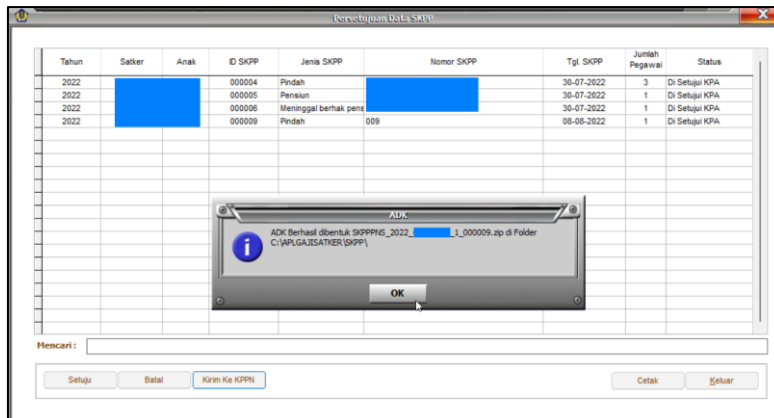 Persetujuan Data SKPP
Tahun Satker Anak ID SKPP Jenis SKPP Nomor SKPP Tgl. SKPP Jumlah Pegawai Status
2022 000004 Pindah 30-07-2022 3 Di Setujui KPA
2022 000005 Pensiun 30-07-2022 1 Di Setujui KPA
2022 000006 Meninggal berhak pens 30-07-2022 1 Di Setujui KPA
2022 000009 Pindah 009 08-08-2022 1 Di Setujui KPA
ADK
ADK Berhasil dibentuk SKPPPNS_2022_ _1_000009.zip di Folder
C:\APLGAJISATKER\SKPP\
OK
Mencari :
Setuju Batal Kirim Ke KPPN Cetak Keluar